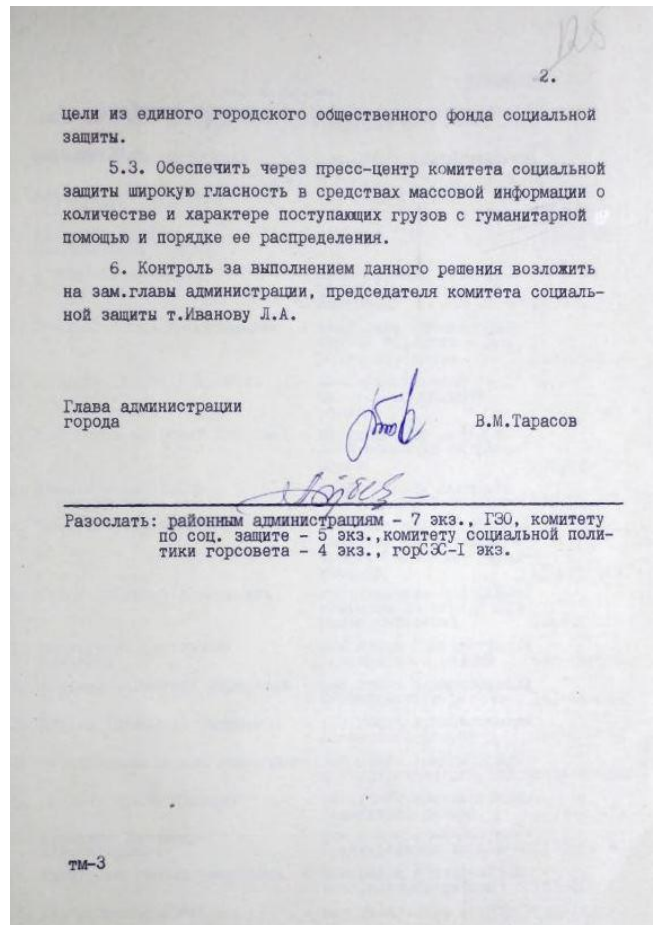 2.
цели из единого городского общественного фонда социальной
защиты.
5.3. Обеспечить через пресс-центр комитета социальной
защиты широкую гласность в средствах массовой информации о
количестве и характере поступающих грузов с гуманитарной
помощью и порядке ее распределения.
6. Контроль за выполнением данного решения возложить
на зам.главы администрации, председателя комитета социаль-
ной защиты т.Иванову Л.А.
Глава администрации
города
В.М.Тарасов
Разослать: районным администрациям - 7 экз., ГЗО, комитету
по соц. защите - 5 экз.,комитету социальной поли-
тики горсовета - 4 экз., горСЭС-I экз.
тм-3